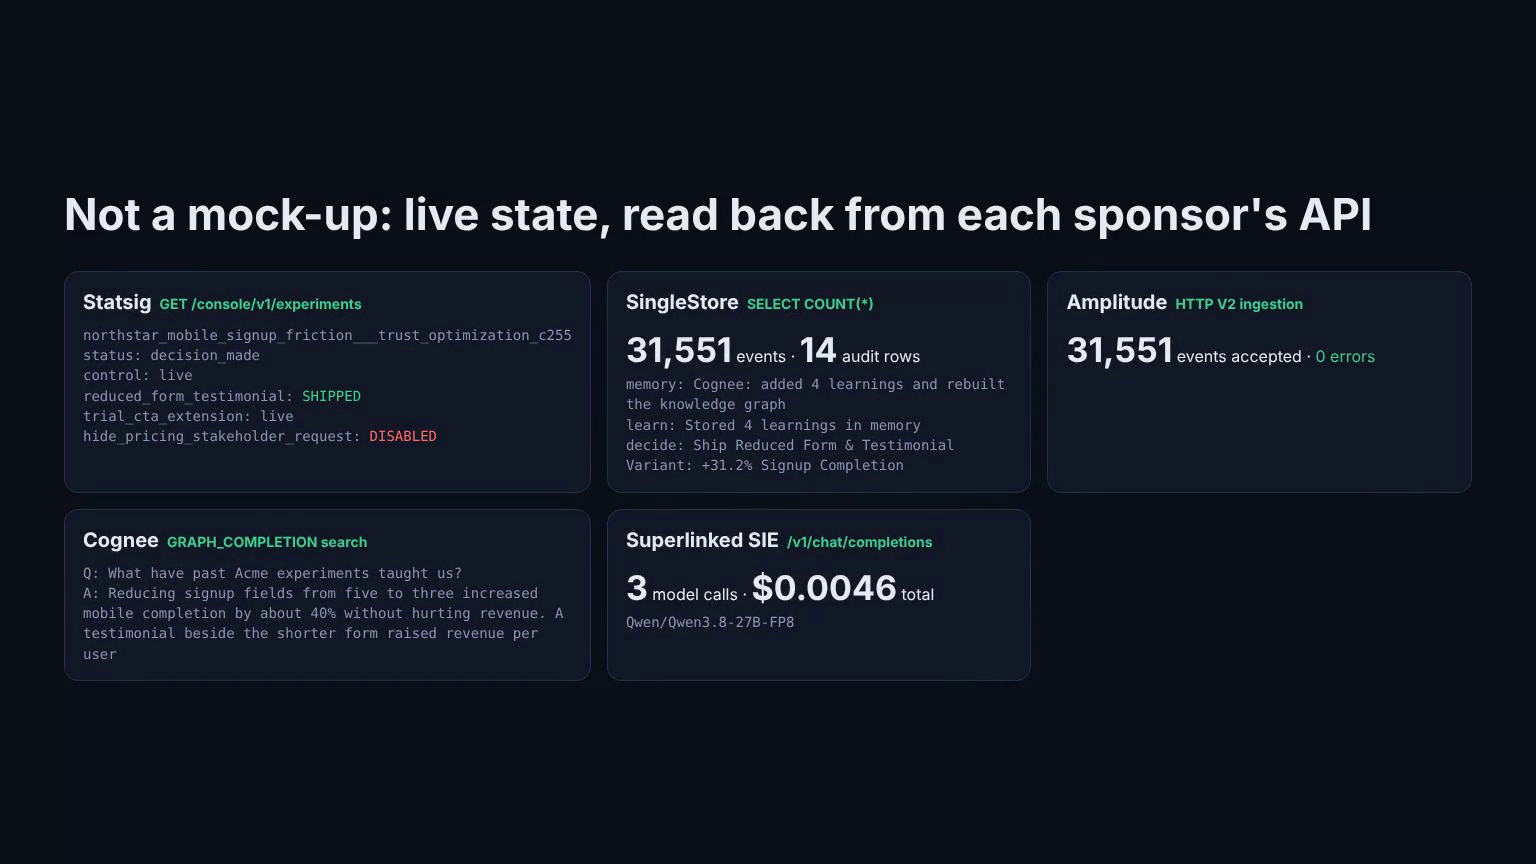 Not a mock-up: live state, read back from each sponsor's API
Statsig GET /console/v1/experiments
northstar_mobile_signup_friction___trust_optimization_c255
status: decision_made
control: live
reduced_form_testimonial: SHIPPED
trial_cta_extension: live
hide_pricing_stakeholder_request: DISABLED
SingleStore SELECT COUNT(*)
31,551 events · 14 audit rows
memory: Cognee: added 4 learnings and rebuilt
the knowledge graph
learn: Stored 4 learnings in memory
decide: Ship Reduced Form & Testimonial
Variant: +31.2% Signup Completion
Amplitude HTTP V2 ingestion
31,551 events accepted · 0 errors
Cognee GRAPH_COMPLETION search
Q: What have past Acme experiments taught us?
A: Reducing signup fields from five to three increased
mobile completion by about 40% without hurting revenue. A
testimonial beside the shorter form raised revenue per
user
Superlinked SIE /v1/chat/completions
3 model calls · $0.0046 total
Qwen/Qwen3.8-27B-FP8